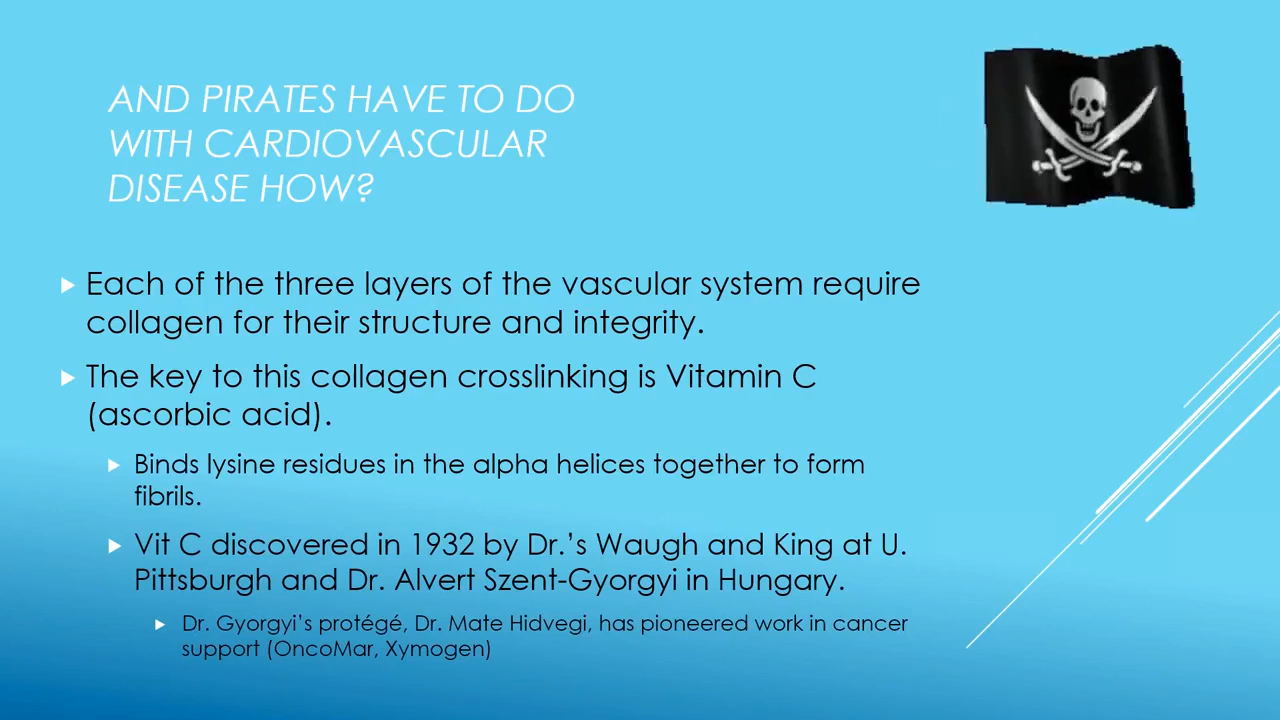 AND PIRATES HAVE TO DO
WITH CARDIOVASCULAR
DISEASE HOW?
Each of the three layers of the vascular system require
collagen for their structure and integrity.
The key to this collagen crosslinking is Vitamin C
(ascorbic acid).
Binds lysine residues in the alpha helices together to form
fibrils.
Vit C discovered in 1932 by Dr.’s Waugh and King at U.
Pittsburgh and Dr. Alvert Szent-Gyorgyi in Hungary.
Dr. Gyorgyi’s protégé, Dr. Mate Hidvegi, has pioneered work in cancer
support (OncoMar, Xymogen)